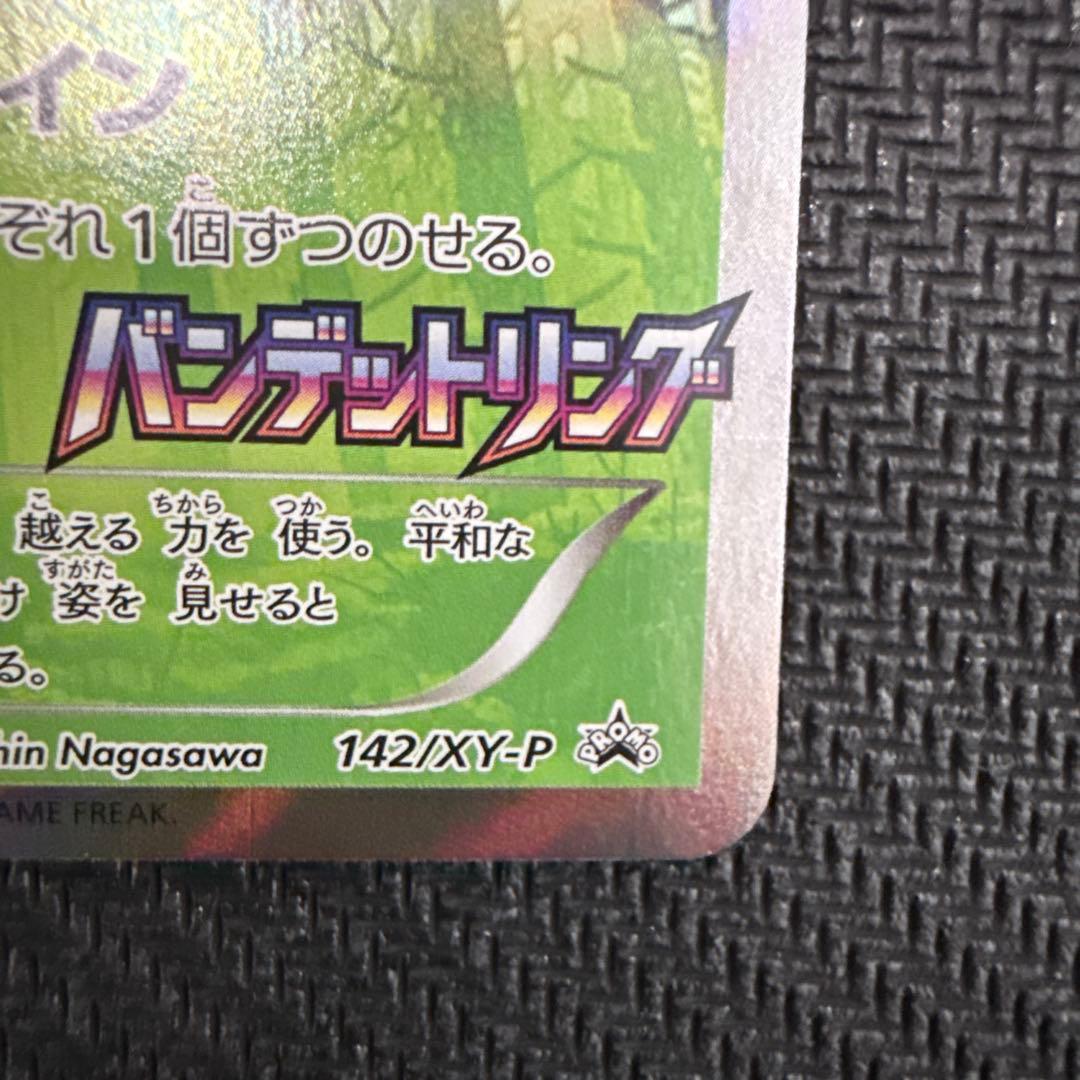 イン
ぞれ1個ずつのせる。
バンデットリング
越える 力を 使う。 平和な
け 姿を 見せると
る。
hin Nagasawa 142/XY-P PROMO
AME FREAK.